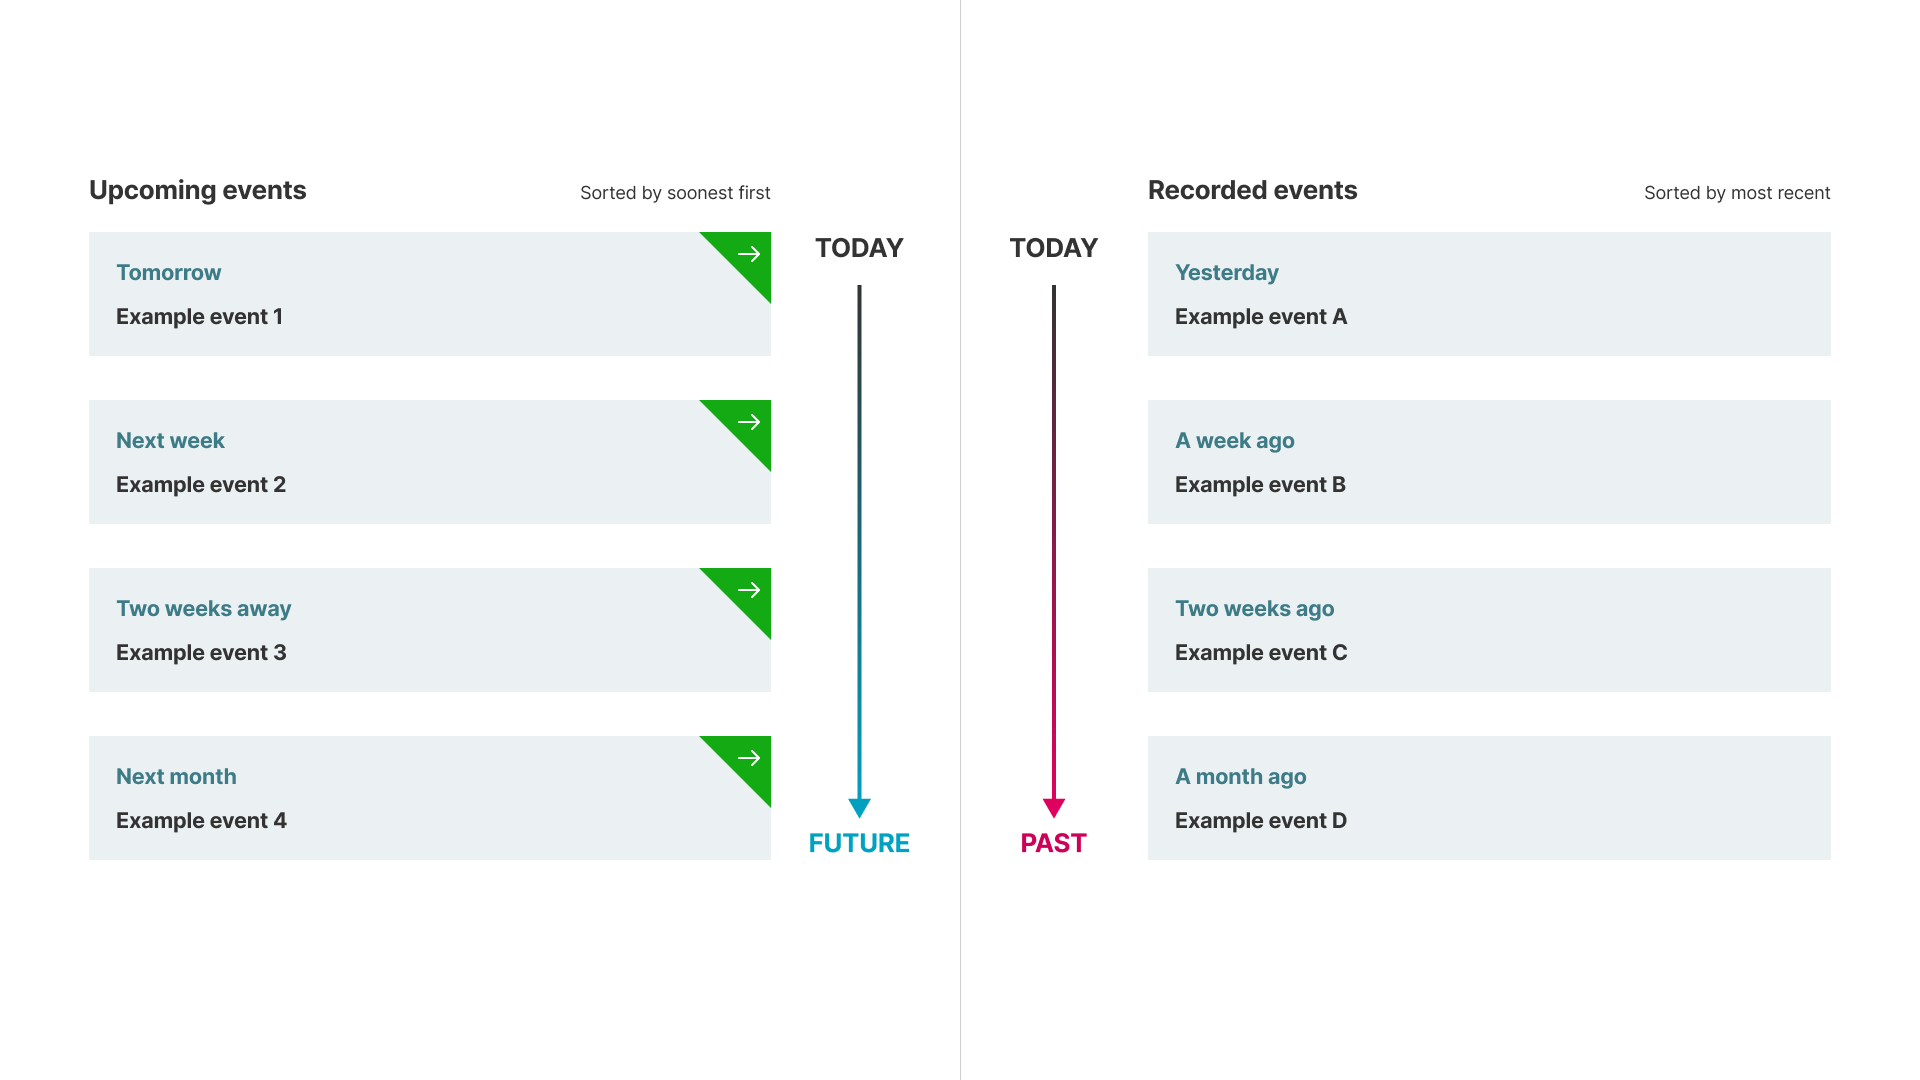 Upcoming events
Sorted by soonest first
Tomorrow
Example event 1
Next week
Example event 2
Two weeks away
Example event 3
Next month
Example event 4
TODAY
FUTURE
TODAY
PAST
Recorded events
Sorted by most recent
Yesterday
Example event A
A week ago
Example event B
Two weeks ago
Example event C
A month ago
Example event D